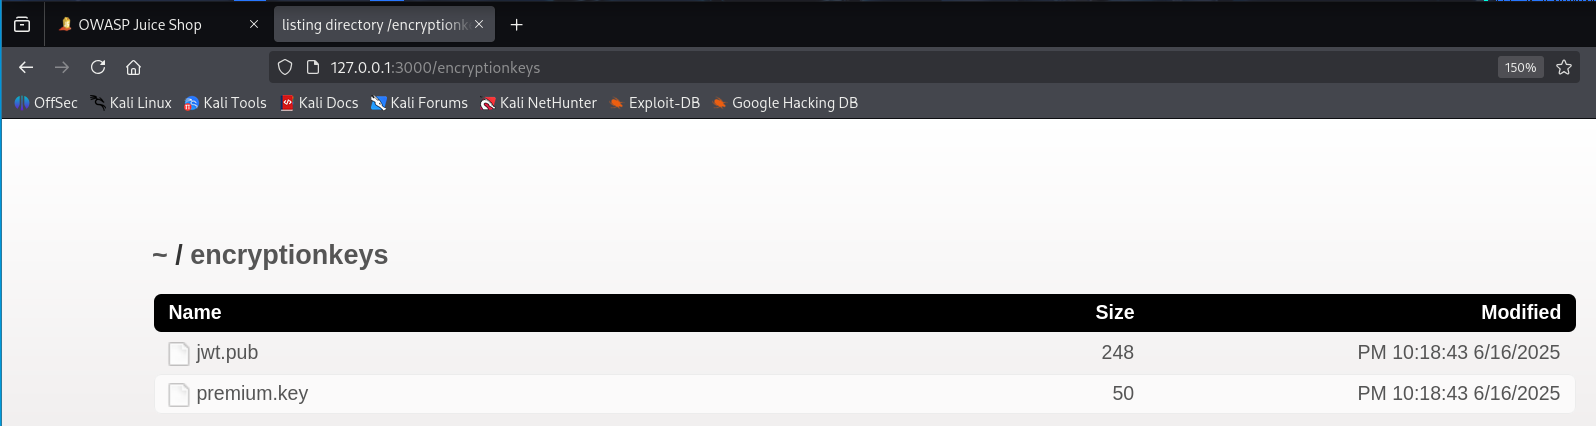 OWASP Juice Shop listing directory /encryptionk
127.0.0.1:3000/encryptionkeys 150%
OffSec Kali Linux Kali Tools Kali Docs Kali Forums Kali NetHunter Exploit-DB Google Hacking DB
~ / encryptionkeys
Name Size Modified
jwt.pub 248 PM 10:18:43 6/16/2025
premium.key 50 PM 10:18:43 6/16/2025